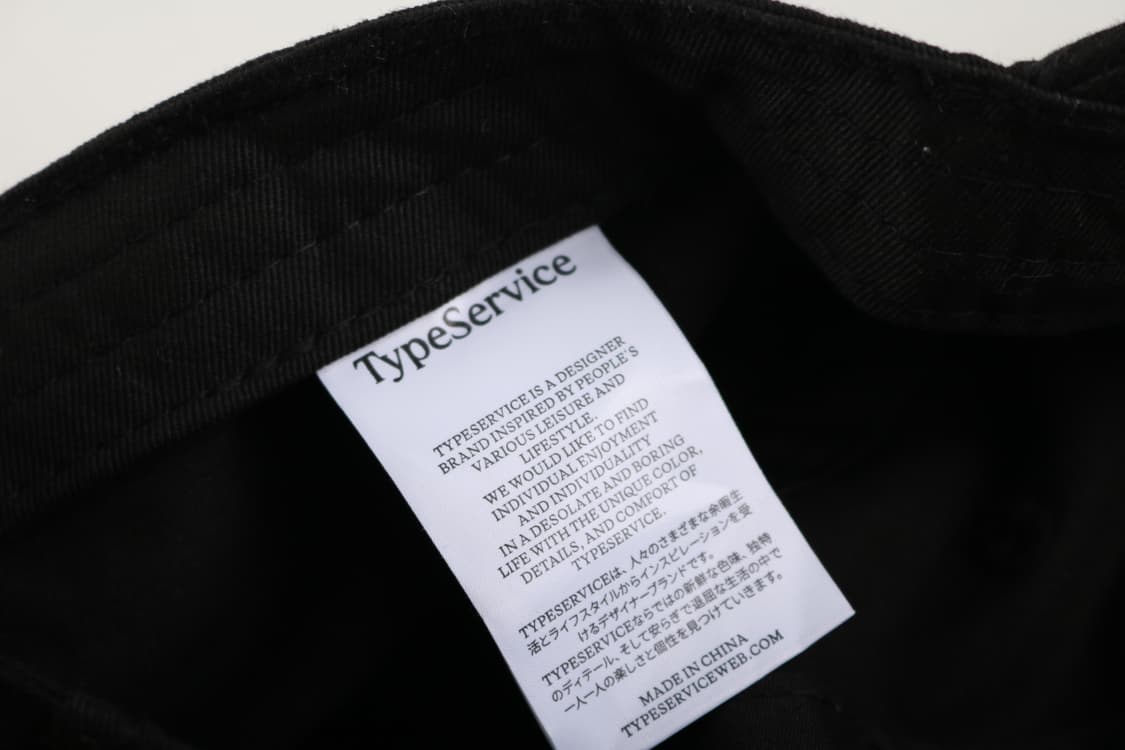 TypeService
TYPESERVICE IS A DESIGNER
BRAND INSPIRED BY PEOPLE'S
VARIOUS LEISURE AND
LIFESTYLE.
WE WOULD LIKE TO FIND
INDIVIDUAL ENJOYMENT
AND INDIVIDUALITY
IN A DESOLATE AND BORING
LIFE WITH THE UNIQUE COLOR,
DETAILS, AND COMFORT OF
TYPESERVICE.
TYPESERVICEは、人々のさまざまな余暇生
活とライフスタイルからインスピレーションを受
けるデザイナーブランドです。
TYPESERVICEならではの新鮮な色味、独特
のディテール、そして安らぎで退屈な生活の中で
一人一人の楽しさと個性を見つけていきます。
MADE IN CHINA
TYPESERVICEWEB.COM